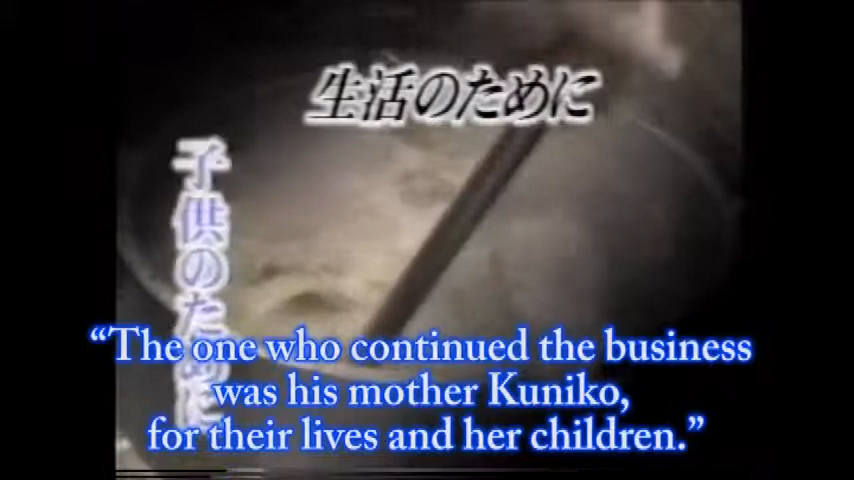 生活のために
子供のために
“The one who continued the business
was his mother Kuniko,
for their lives and her children.”